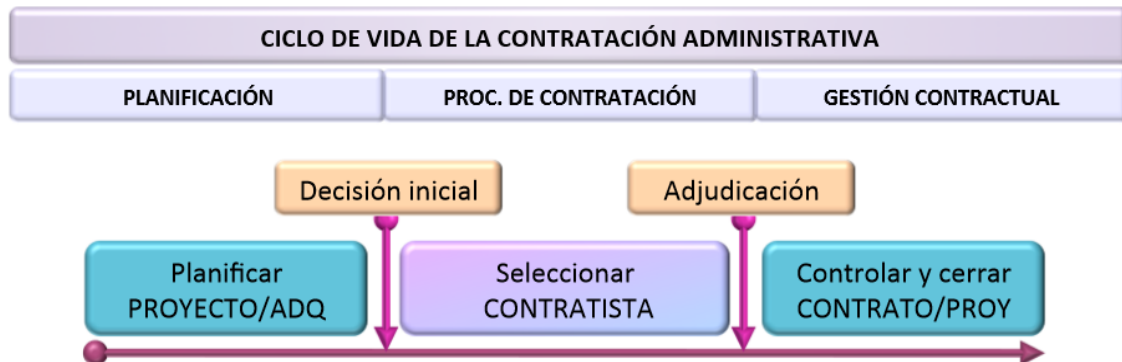 CICLO DE VIDA DE LA CONTRATACIÓN ADMINISTRATIVA
PLANIFICACIÓN
PROC. DE CONTRATACIÓN
GESTIÓN CONTRACTUAL
Decisión inicial
Adjudicación
Planificar
PROYECTO/ADQ
Seleccionar
CONTRATISTA
Controlar y cerrar
CONTRATO/PROY